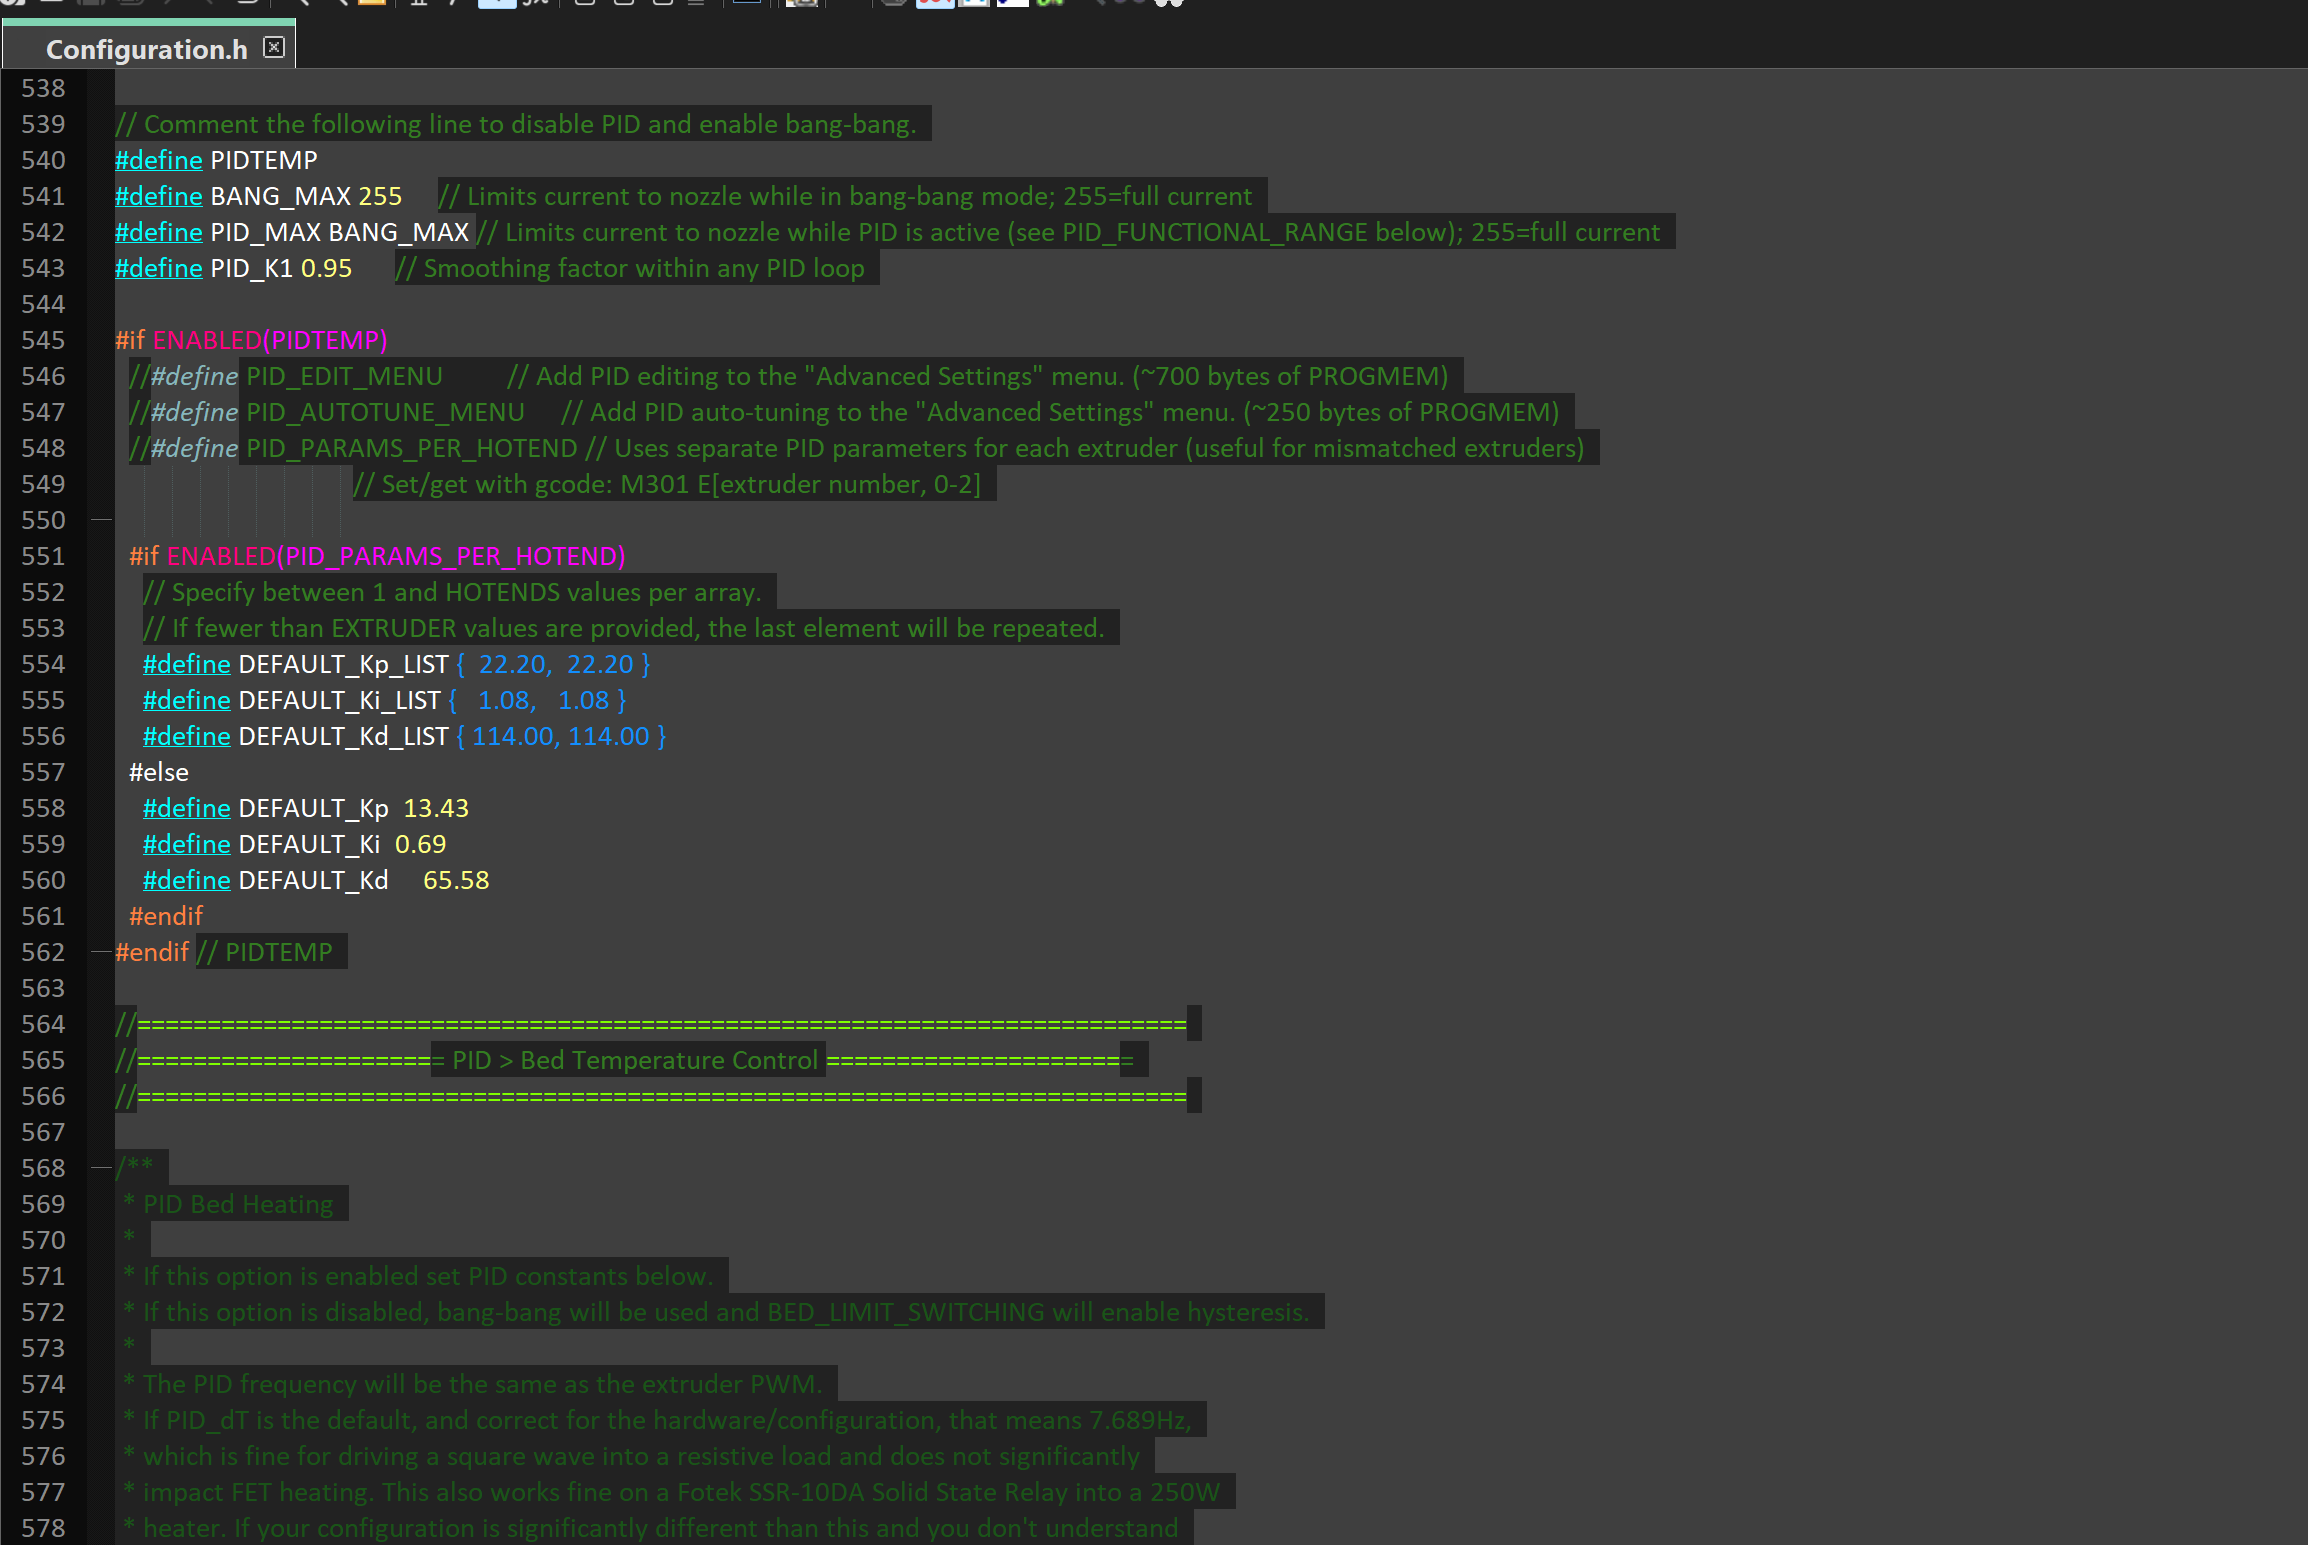 Configuration.h
538
539 // Comment the following line to disable PID and enable bang-bang.
540 #define PIDTEMP
541 #define BANG_MAX 255     // Limits current to nozzle while in bang-bang mode; 255=full current
542 #define PID_MAX BANG_MAX // Limits current to nozzle while PID is active (see PID_FUNCTIONAL_RANGE below); 255=full current
543 #define PID_K1 0.95      // Smoothing factor within any PID loop
544
545 #if ENABLED(PIDTEMP)
546   //#define PID_EDIT_MENU         // Add PID editing to the "Advanced Settings" menu. (~700 bytes of PROGMEM)
547   //#define PID_AUTOTUNE_MENU     // Add PID auto-tuning to the "Advanced Settings" menu. (~250 bytes of PROGMEM)
548   //#define PID_PARAMS_PER_HOTEND // Uses separate PID parameters for each extruder (useful for mismatched extruders)
549                                   // Set/get with gcode: M301 E[extruder number, 0-2]
550
551   #if ENABLED(PID_PARAMS_PER_HOTEND)
552     // Specify between 1 and HOTENDS values per array.
553     // If fewer than EXTRUDER values are provided, the last element will be repeated.
554     #define DEFAULT_Kp_LIST {  22.20,  22.20 }
555     #define DEFAULT_Ki_LIST {   1.08,   1.08 }
556     #define DEFAULT_Kd_LIST { 114.00, 114.00 }
557   #else
558     #define DEFAULT_Kp  13.43
559     #define DEFAULT_Ki  0.69
560     #define DEFAULT_Kd     65.58
561   #endif
562 #endif // PIDTEMP
563
564 //===========================================================================
565 //====================== PID > Bed Temperature Control ======================
566 //===========================================================================
567
568 /**
569  * PID Bed Heating
570  *
571  * If this option is enabled set PID constants below.
572  * If this option is disabled, bang-bang will be used and BED_LIMIT_SWITCHING will enable hysteresis.
573  *
574  * The PID frequency will be the same as the extruder PWM.
575  * If PID_dT is the default, and correct for the hardware/configuration, that means 7.689Hz,
576  * which is fine for driving a square wave into a resistive load and does not significantly
577  * impact FET heating. This also works fine on a Fotek SSR-10DA Solid State Relay into a 250W
578  * heater. If your configuration is significantly different than this and you don't understand